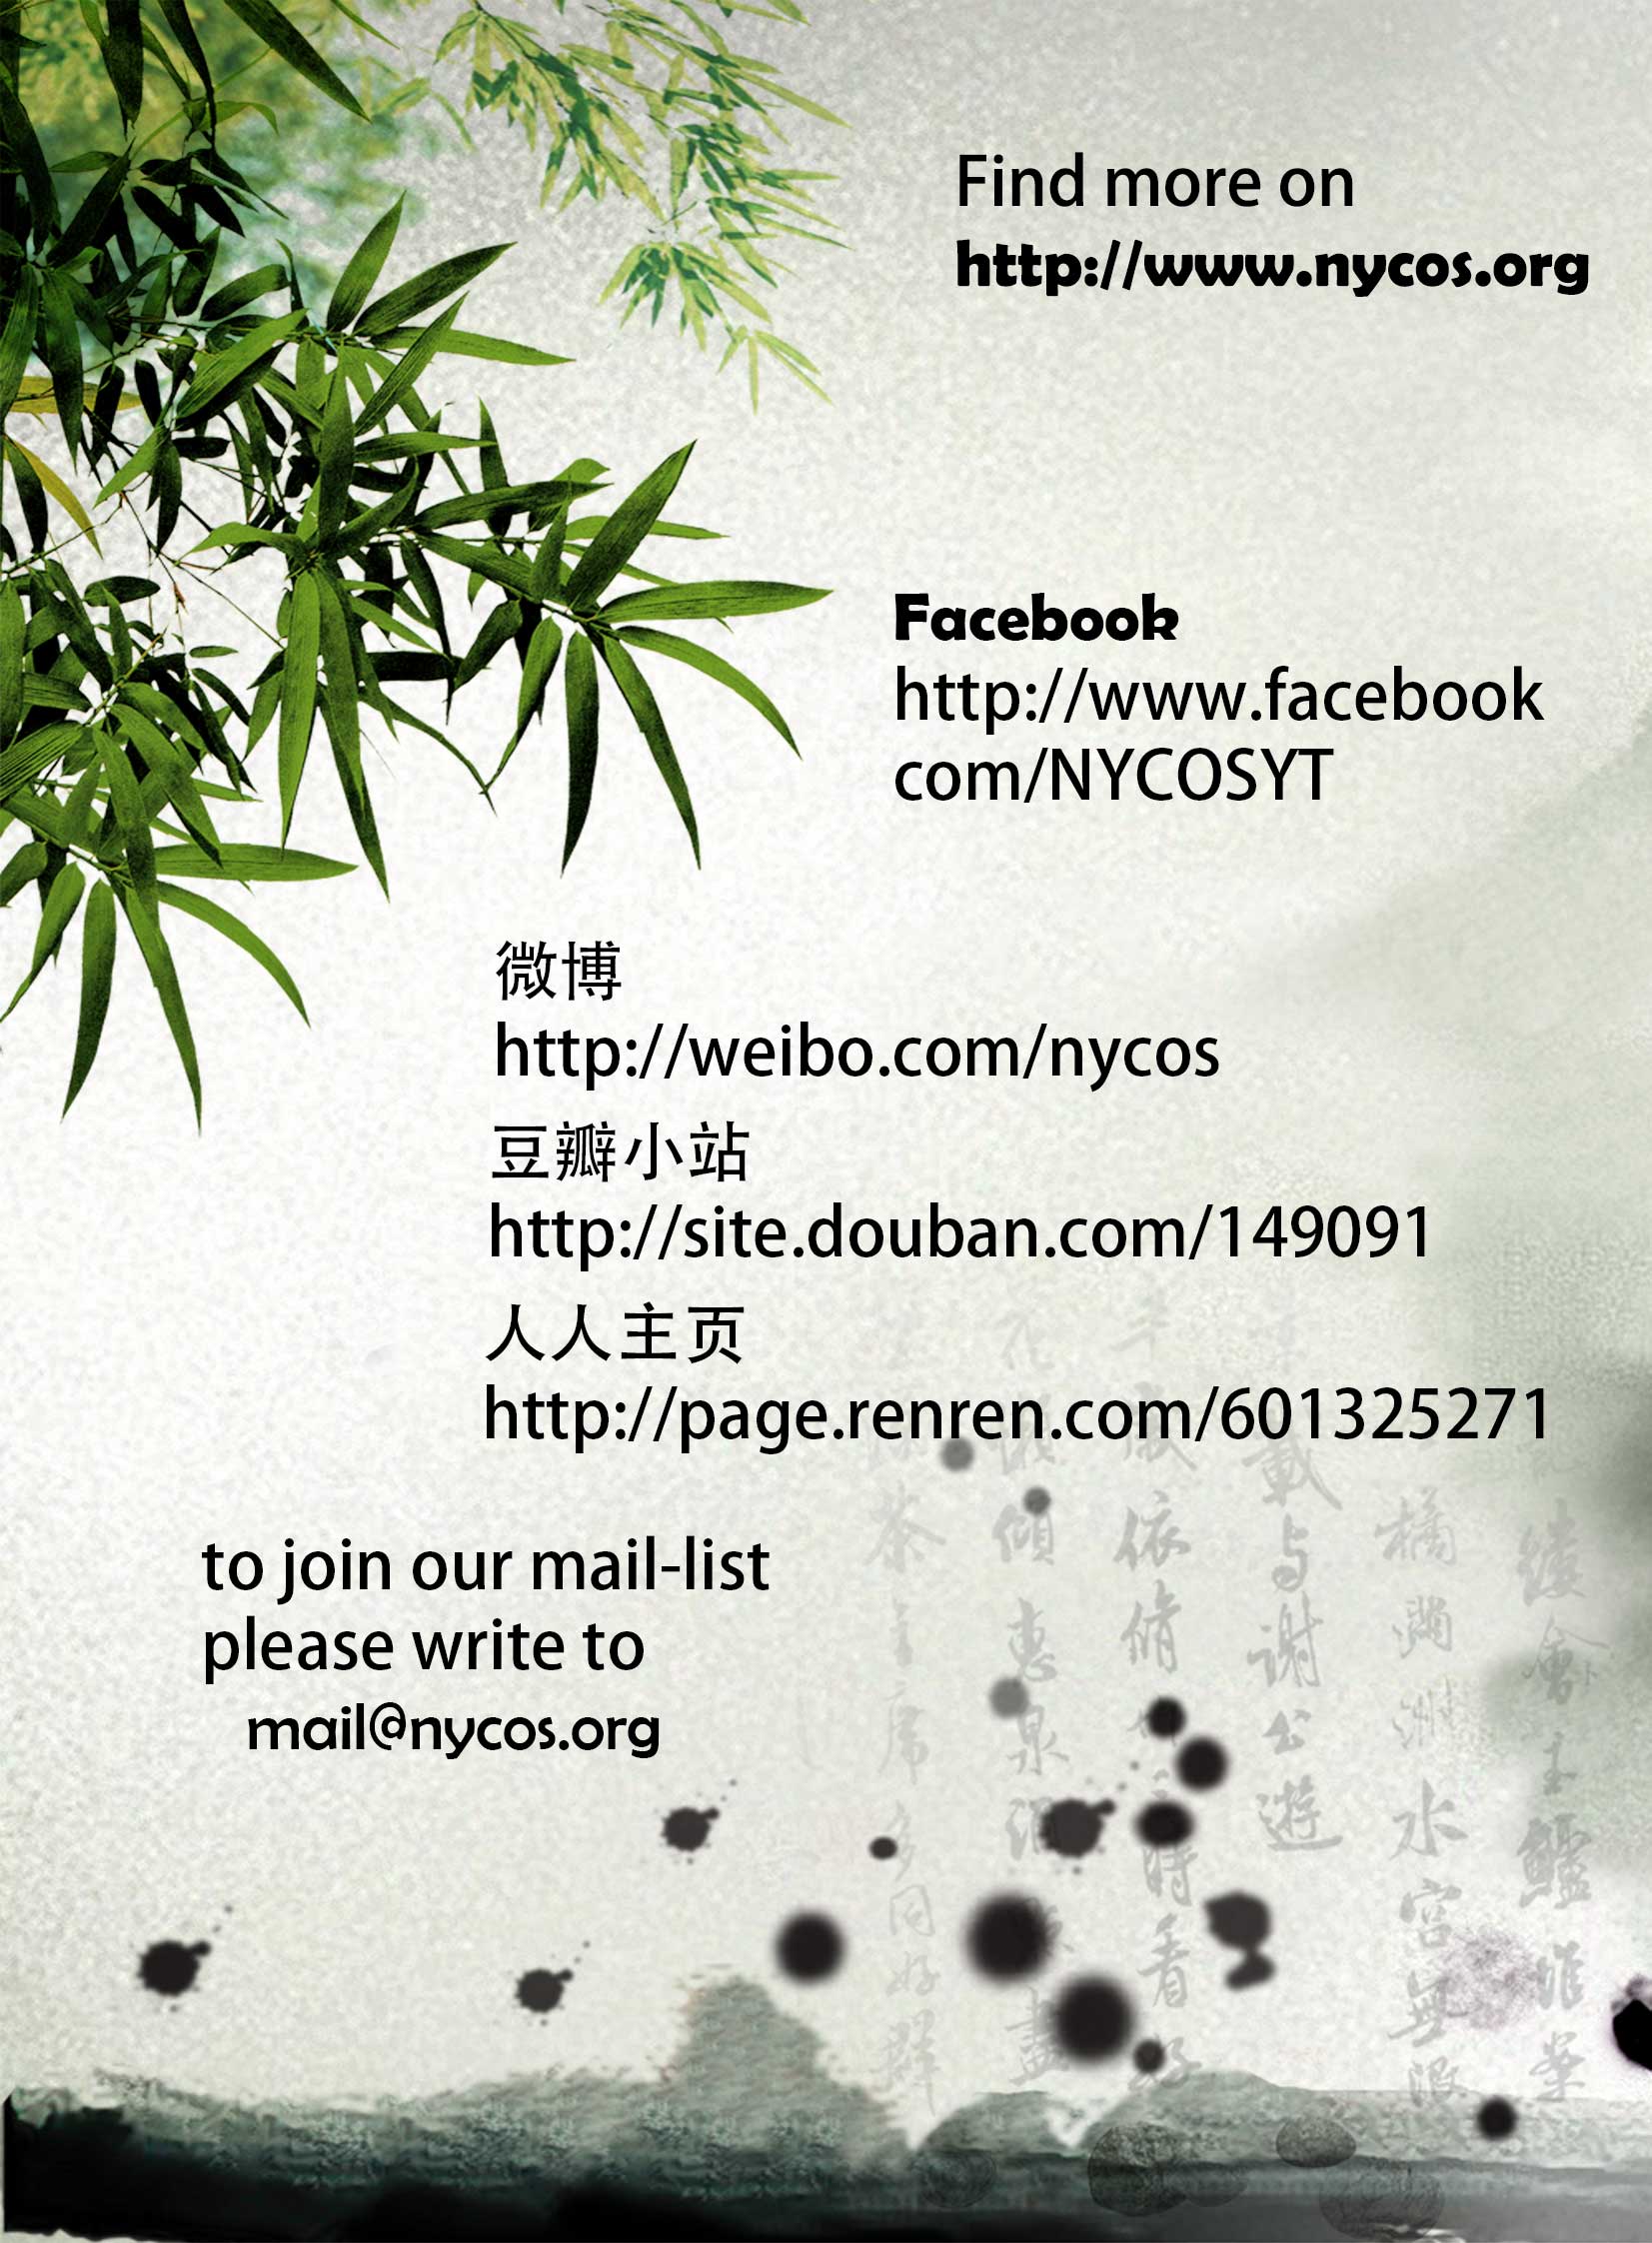 Find more on
http://www.nycos.org
Facebook
http://www.facebook
com/NYCOSYT
微博
http://weibo.com/nycos
豆瓣小站
http://site.douban.com/149091
人人主页
http://page.renren.com/601325271
to join our mail-list
please write to
mail@nycos.org